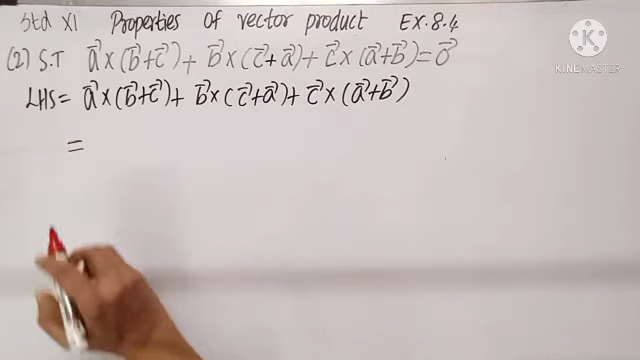 Std XI Properties of vector product EX.8.4
(2) S.T a⃗×(b⃗+c⃗)+ b⃗×(c⃗+a⃗)+ c⃗×(a⃗+b⃗)=0⃗
LHS= a⃗×(b⃗+c⃗)+ b⃗×(c⃗+a⃗)+ c⃗×(a⃗+b⃗)
=
KINEMASTER